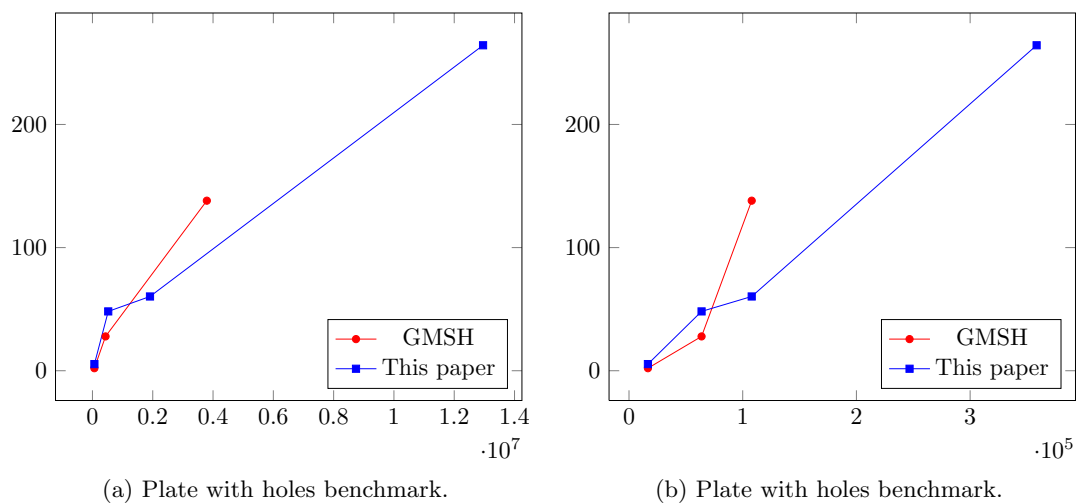 200
100
0
0 0.2 0.4 0.6 0.8 1 1.2 1.4
·10^7
GMSH
This paper
(a) Plate with holes benchmark.
200
100
0
0 1 2 3
·10^5
GMSH
This paper
(b) Plate with holes benchmark.